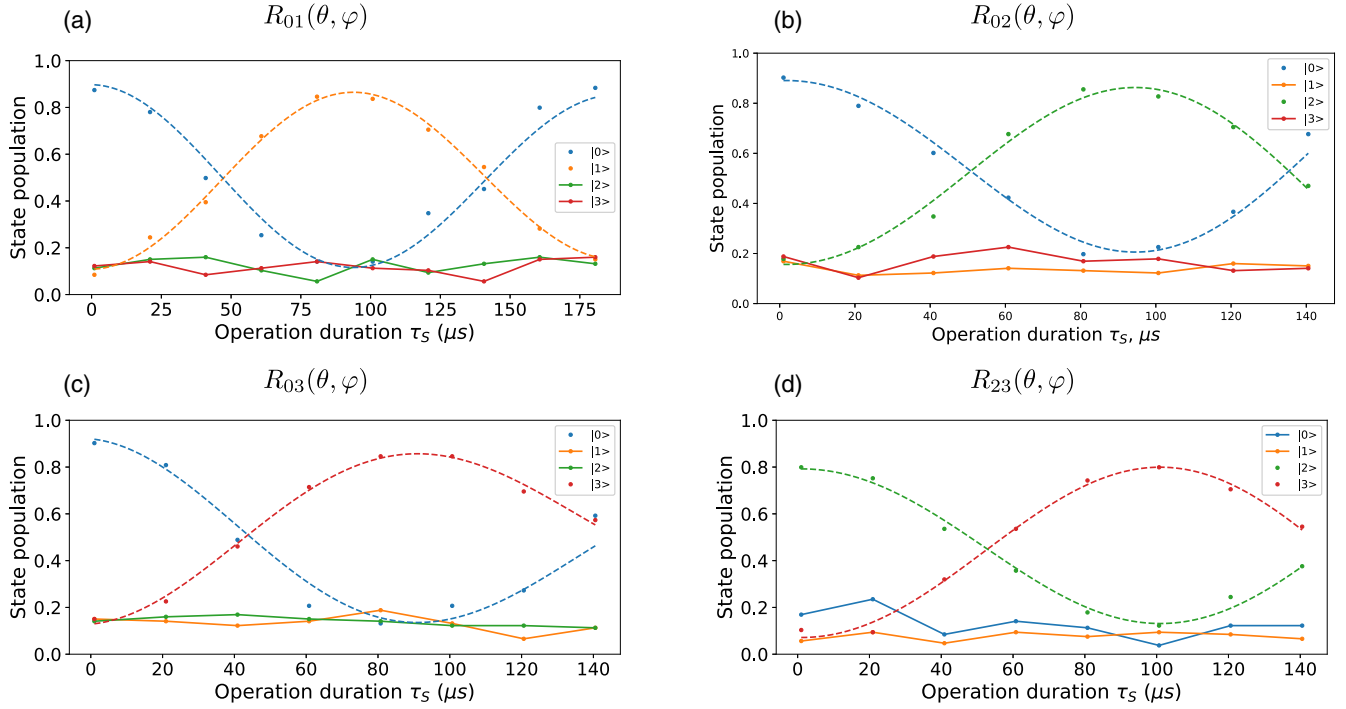 (a) R₀₁(θ, φ)
1.0
0.8
0.6
0.4
0.2
0.0
State population
|0>
|1>
|2>
|3>
0 25 50 75 100 125 150 175
Operation duration τ_S (μs)
(b) R₀₂(θ, φ)
1.0
0.8
0.6
0.4
0.2
0.0
State population
|0>
|1>
|2>
|3>
0 20 40 60 80 100 120 140
Operation duration τ_S, μs
(c) R₀₃(θ, φ)
1.0
0.8
0.6
0.4
0.2
0.0
State population
|0>
|1>
|2>
|3>
0 20 40 60 80 100 120 140
Operation duration τ_S (μs)
(d) R₂₃(θ, φ)
1.0
0.8
0.6
0.4
0.2
0.0
State population
|0>
|1>
|2>
|3>
0 20 40 60 80 100 120 140
Operation duration τ_S (μs)